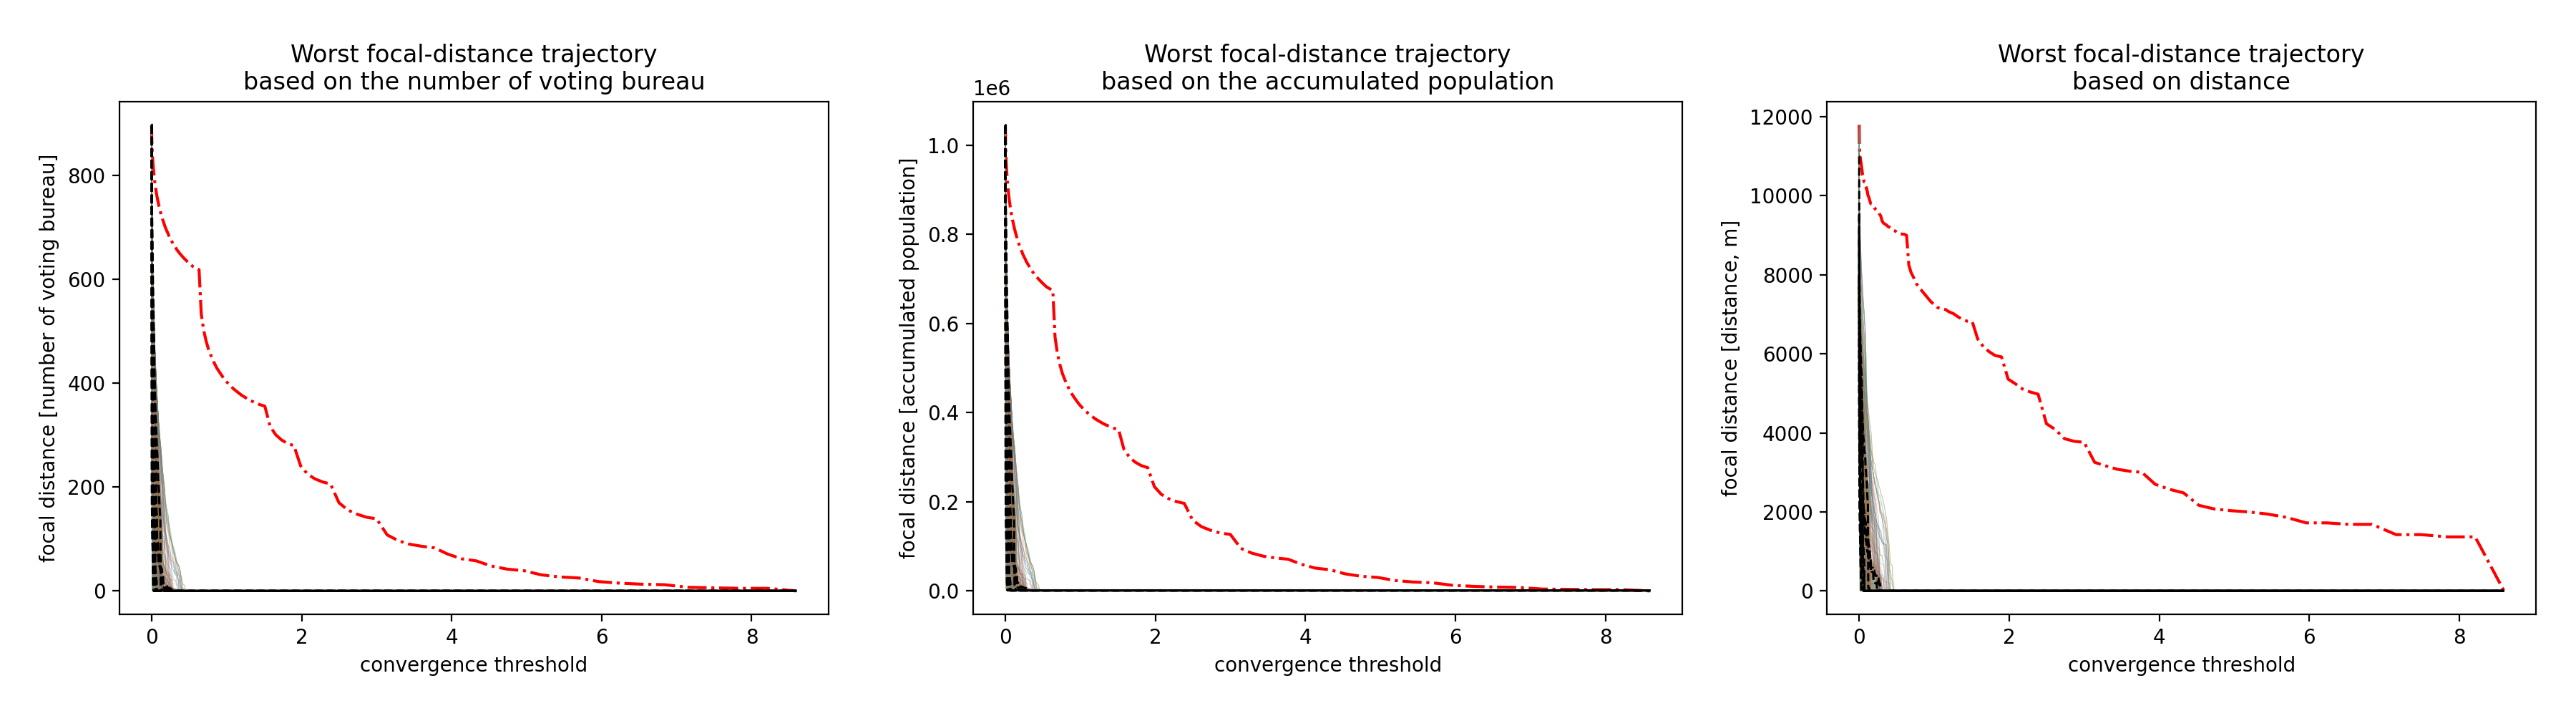 Worst focal-distance trajectory
based on the number of voting bureau
focal distance [number of voting bureau]
800
600
400
200
0
0 2 4 6 8
convergence threshold
Worst focal-distance trajectory
based on the accumulated population
1e6
focal distance [accumulated population]
1.0
0.8
0.6
0.4
0.2
0.0
0 2 4 6 8
convergence threshold
Worst focal-distance trajectory
based on distance
focal distance [distance, m]
12000
10000
8000
6000
4000
2000
0
0 2 4 6 8
convergence threshold